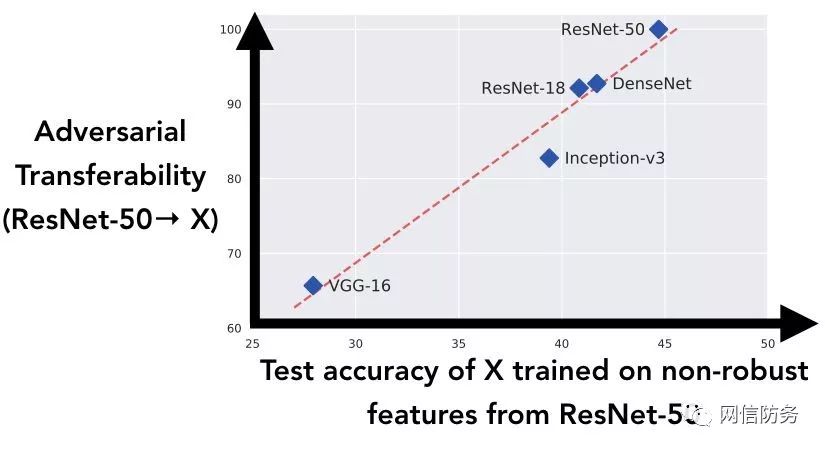 100
90
80
70
60
25
30
35
40
45
50
ResNet-50
ResNet-18
DenseNet
Inception-v3
VGG-16
Adversarial
Transferability
(ResNet-50→ X)
Test accuracy of X trained on non-robust
features from ResNet-50
网信防务